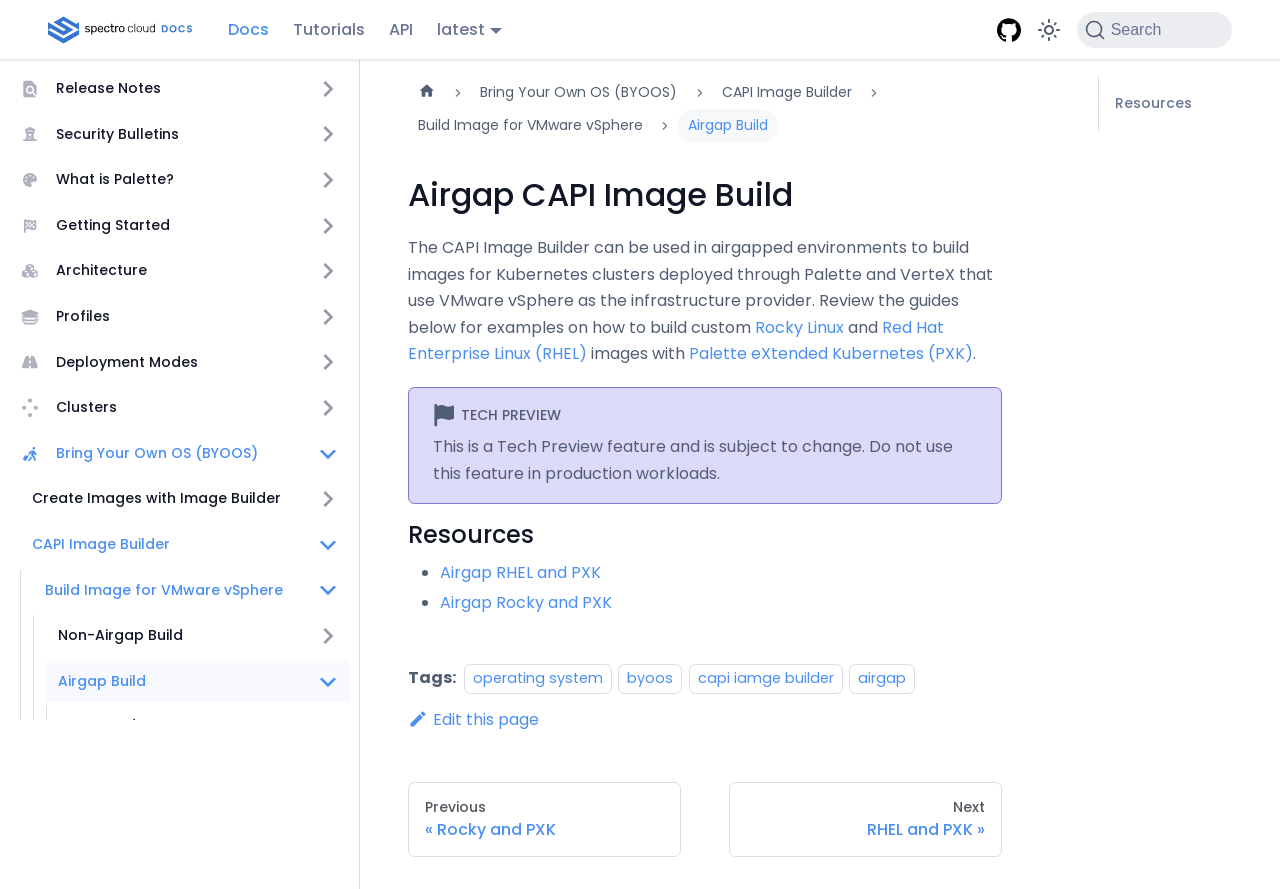 spectro cloud DOCS
Docs
Tutorials
API
latest
Search
Release Notes
Security Bulletins
What is Palette?
Getting Started
Architecture
Profiles
Deployment Modes
Clusters
Bring Your Own OS (BYOOS)
Create Images with Image Builder
CAPI Image Builder
Build Image for VMware vSphere
Non-Airgap Build
Airgap Build
Bring Your Own OS (BYOOS)
CAPI Image Builder
Build Image for VMware vSphere
Airgap Build
Airgap CAPI Image Build
The CAPI Image Builder can be used in airgapped environments to build
images for Kubernetes clusters deployed through Palette and VerteX that
use VMware vSphere as the infrastructure provider. Review the guides
below for examples on how to build custom Rocky Linux and Red Hat
Enterprise Linux (RHEL) images with Palette eXtended Kubernetes (PXK).
TECH PREVIEW
This is a Tech Preview feature and is subject to change. Do not use
this feature in production workloads.
Resources
Airgap RHEL and PXK
Airgap Rocky and PXK
Tags: operating system byoos capi iamge builder airgap
Edit this page
Previous
« Rocky and PXK
Next
RHEL and PXK »
Resources